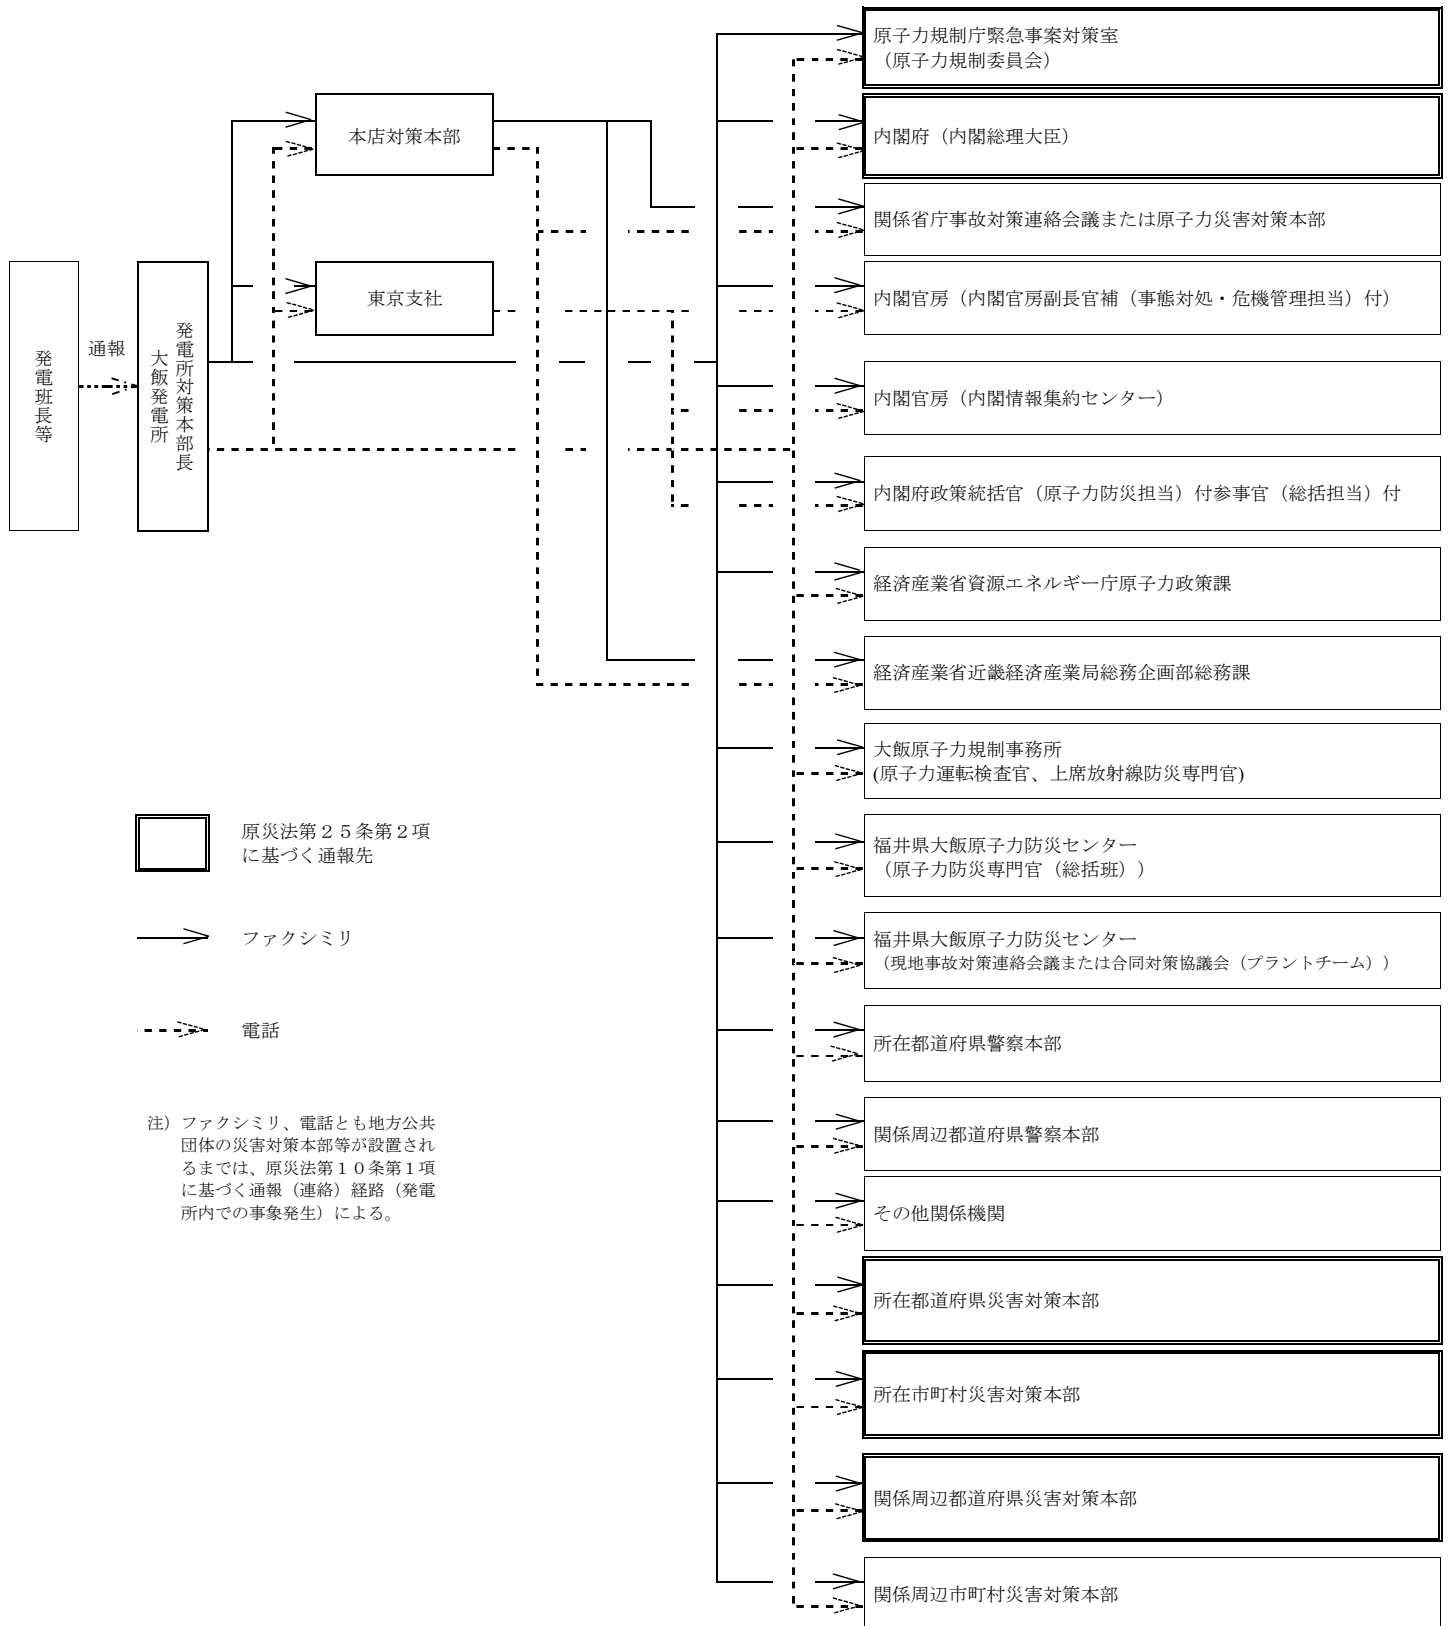 原子力規制庁緊急事案対策室
（原子力規制委員会）
内閣府（内閣総理大臣）
関係省庁事故対策連絡会議または原子力災害対策本部
内閣官房（内閣官房副長官補（事態対処・危機管理担当）付）
内閣官房（内閣情報集約センター）
内閣府政策統括官（原子力防災担当）付参事官（総括担当）付
経済産業省資源エネルギー庁原子力政策課
経済産業省近畿経済産業局総務企画部総務課
大飯原子力規制事務所
(原子力運転検査官、上席放射線防災専門官)
福井県大飯原子力防災センター
（原子力防災専門官（総括班））
福井県大飯原子力防災センター
（現地事故対策連絡会議または合同対策協議会（プラントチーム））
所在都道府県警察本部
関係周辺都道府県警察本部
その他関係機関
所在都道府県災害対策本部
所在市町村災害対策本部
関係周辺都道府県災害対策本部
関係周辺市町村災害対策本部
本店対策本部
東京支社
発電所対策本部長
大飯発電所
通報
発電班長等
原災法第２５条第２項
に基づく通報先
ファクシミリ
電話
注）ファクシミリ、電話とも地方公共
団体の災害対策本部等が設置され
るまでは、原災法第１０条第１項
に基づく通報（連絡）経路（発電
所内での事象発生）による。